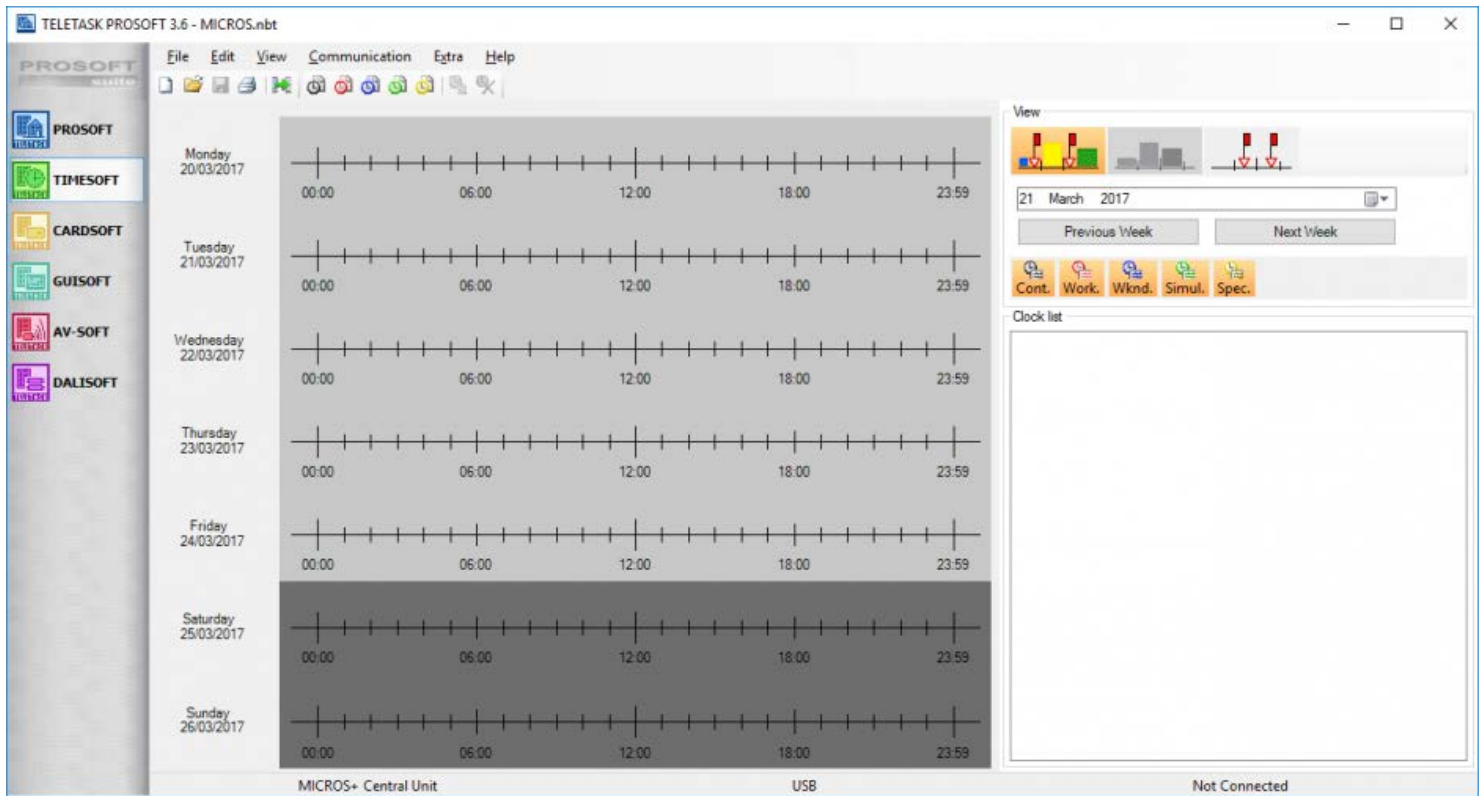 TELETASK PROSOFT 3.6 - MICROS.nbt
PROSOFT
suite
File Edit View Communication Extra Help
PROSOFT
TIMESOFT
CARDSOFT
GUISOFT
AV-SOFT
DALISOFT
Monday
20/03/2017
00:00 06:00 12:00 18:00 23:59
Tuesday
21/03/2017
00:00 06:00 12:00 18:00 23:59
Wednesday
22/03/2017
00:00 06:00 12:00 18:00 23:59
Thursday
23/03/2017
00:00 06:00 12:00 18:00 23:59
Friday
24/03/2017
00:00 06:00 12:00 18:00 23:59
Saturday
25/03/2017
00:00 06:00 12:00 18:00 23:59
Sunday
26/03/2017
00:00 06:00 12:00 18:00 23:59
View
21 March 2017
Previous Week Next Week
Cont. Work. Wknd. Simul. Spec.
Clock list
MICROS+ Central Unit USB Not Connected